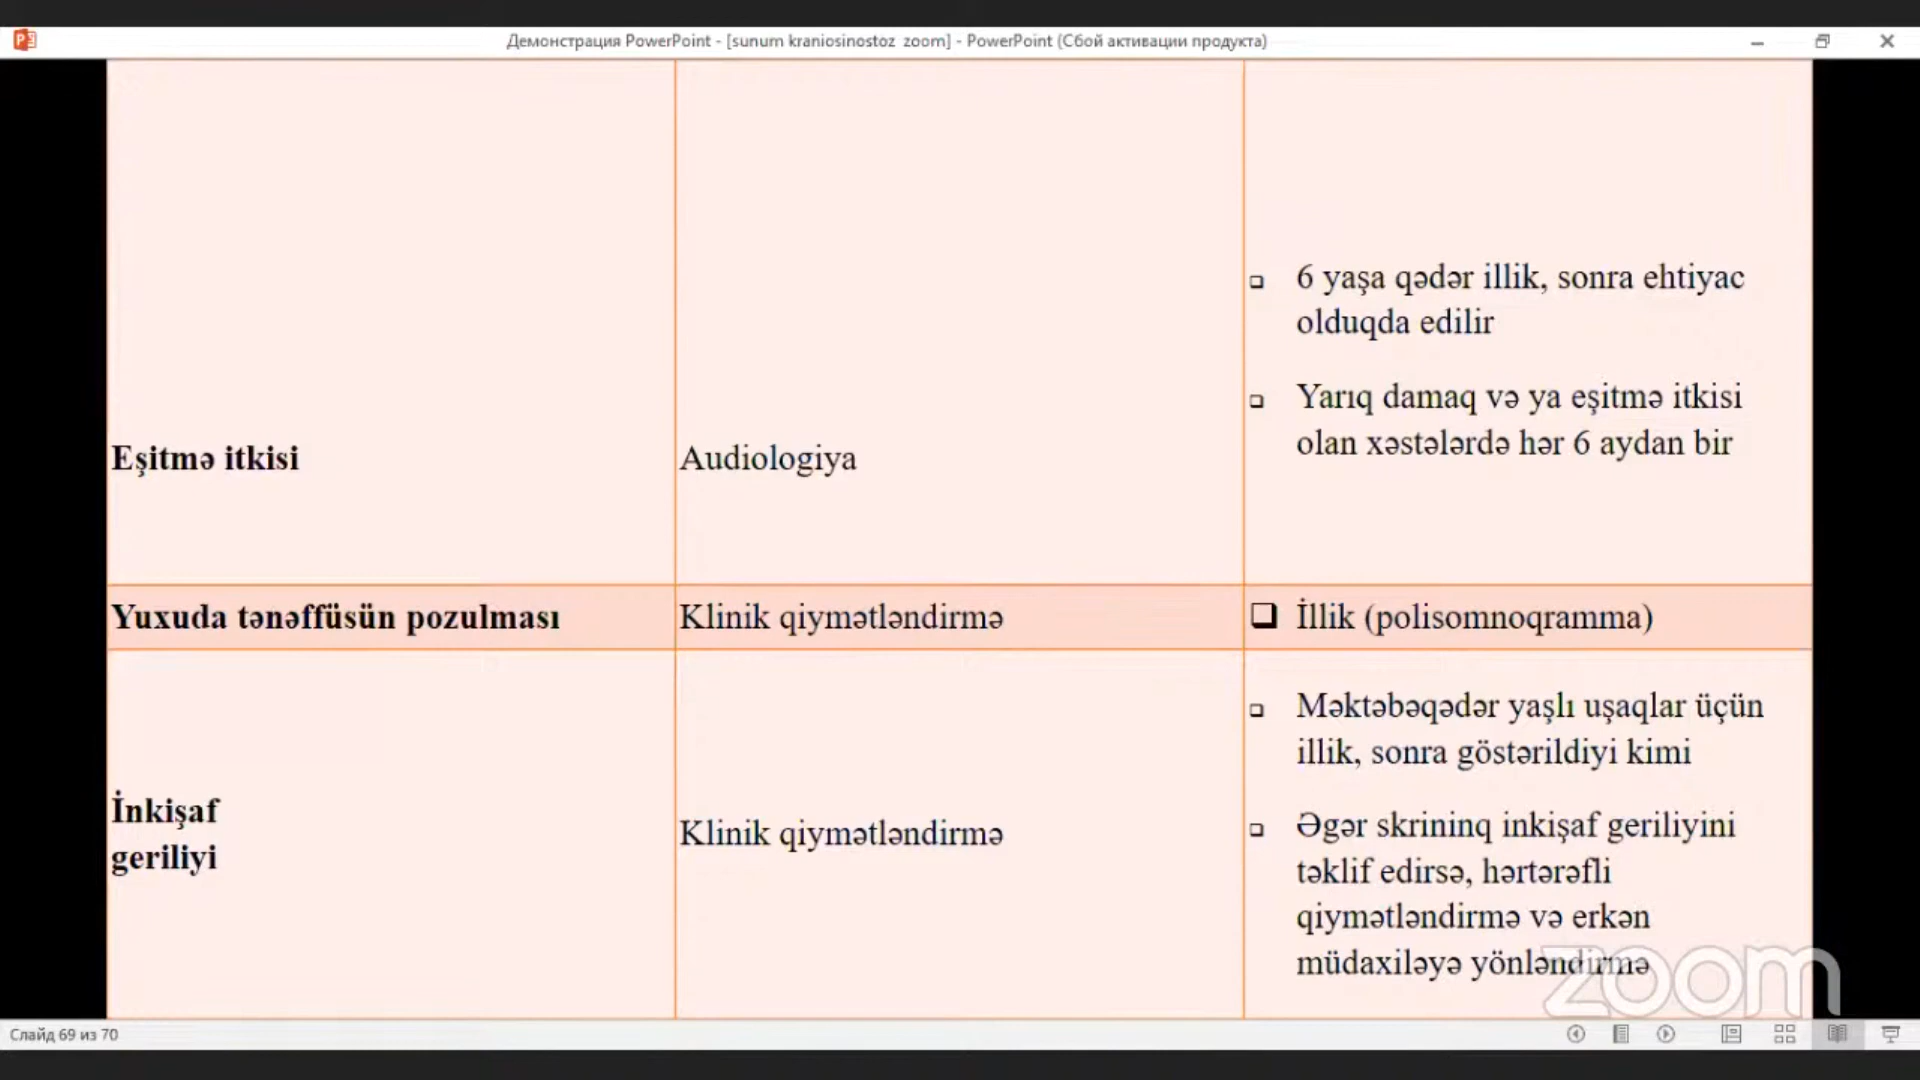 Демонстрация PowerPoint - [sunum kraniosinostoz zoom] - PowerPoint (Сбой активации продукта)
Eşitmə itkisi
Audiologiya
6 yaşa qədər illik, sonra ehtiyac
olduqda edilir
Yarıq damaq və ya eşitmə itkisi
olan xəstələrdə hər 6 aydan bir
Yuxuda tənəffüsün pozulması
Klinik qiymətləndirmə
İllik (polisomnoqramma)
İnkişaf
geriliyi
Klinik qiymətləndirmə
Məktəbəqədər yaşlı uşaqlar üçün
illik, sonra göstərildiyi kimi
Əgər skrininq inkişaf geriliyini
təklif edirsə, hərtərəfli
qiymətləndirmə və erkən
müdaxiləyə yönləndirmə
zoom
Слайд 69 из 70